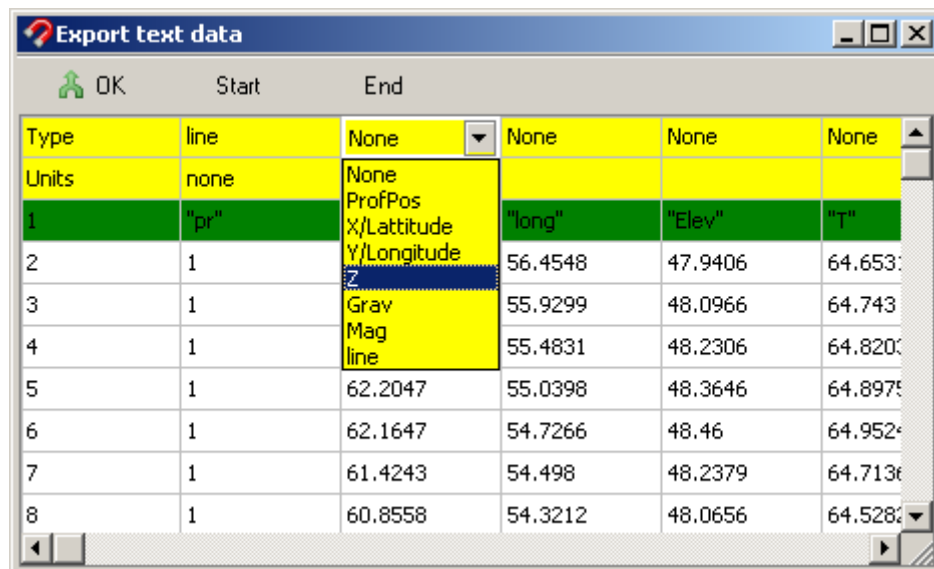 Export text data
OK Start End
Type line None None None None
Units none None
ProfPos
1 "pr" X/Lattitude "long" "Elev" "T"
Y/Longitude
2 1 56.4548 47.9406
Z
3 1 Grav 55.9299 48.0966 64.743
Mag
4 1 55.4831 48.2306
line
5 1 62.2047 55.0398 48.3646
6 1 62.1647 54.7266 48.46
7 1 61.4243 54.498 48.2379
8 1 60.8558 54.3212 48.0656